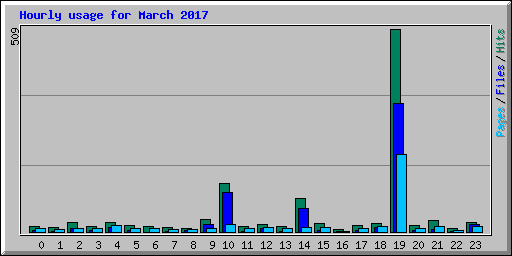 Hourly usage for March 2017
509
Pages/Files/Hits
0 1 2 3 4 5 6 7 8 9 10 11 12 13 14 15 16 17 18 19 20 21 22 23